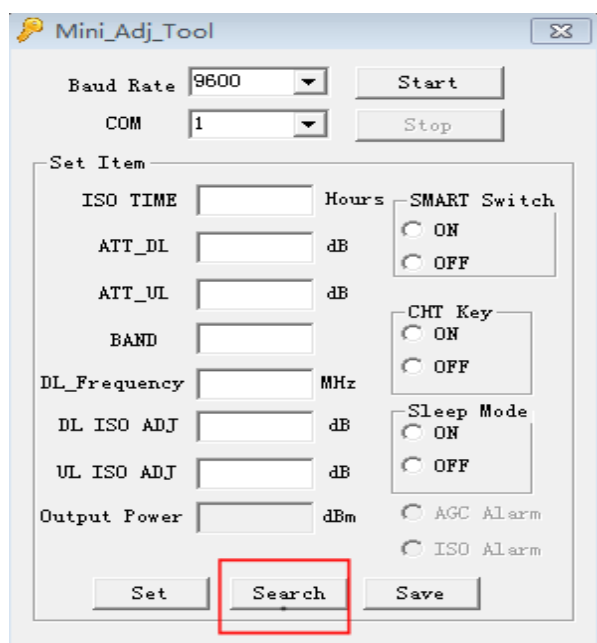 Mini_Adj_Tool
Baud Rate 9600 Start
COM 1 Stop
Set Item
ISO TIME Hours SMART Switch
ON
ATT_DL dB
OFF
ATT_UL dB
CHT Key
BAND ON
OFF
DL_Frequency MHz
Sleep Mode
DL ISO ADJ dB ON
UL ISO ADJ dB OFF
Output Power dBm AGC Alarm
ISO Alarm
Set Search Save